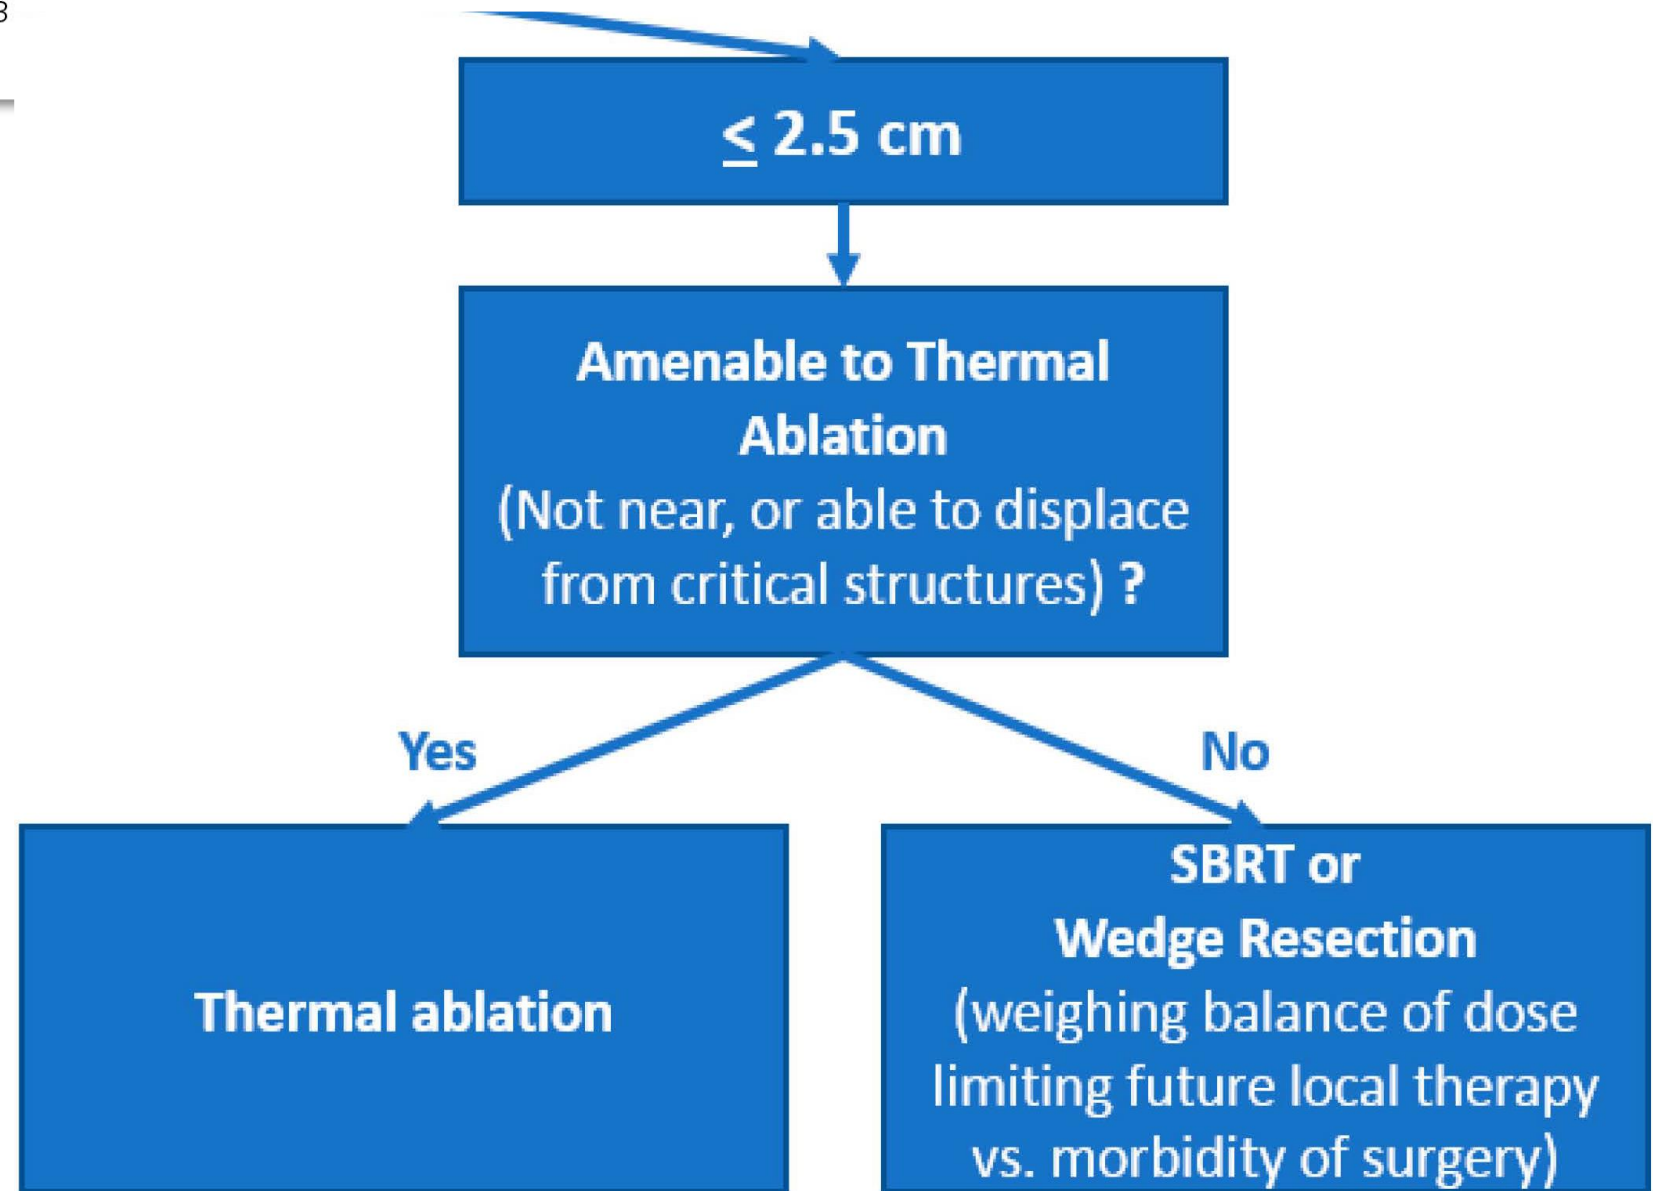 3
≤ 2.5 cm
Amenable to Thermal
Ablation
(Not near, or able to displace
from critical structures) ?
Yes
No
Thermal ablation
SBRT or
Wedge Resection
(weighing balance of dose
limiting future local therapy
vs. morbidity of surgery)